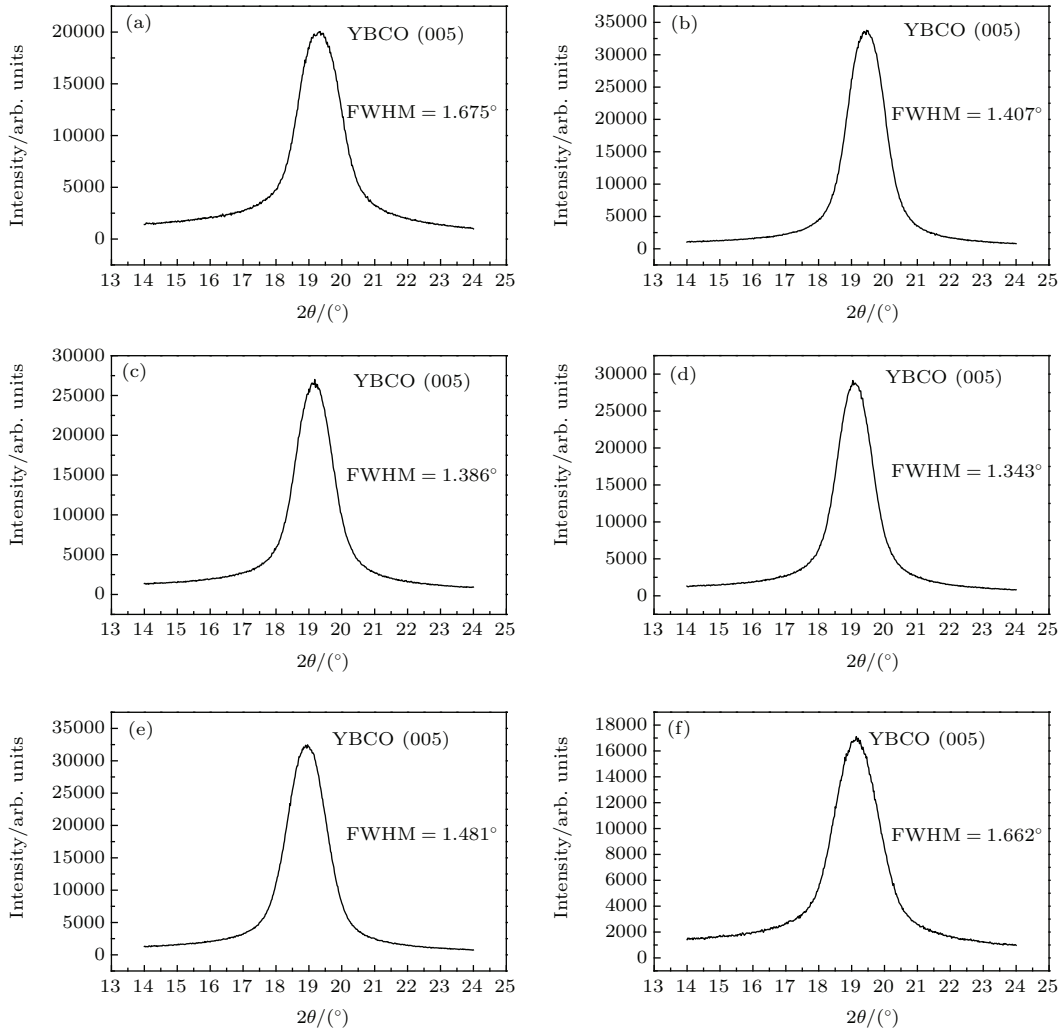 (a)
YBCO (005)
FWHM = 1.675°
Intensity/arb. units
20000
15000
10000
5000
0
13 14 15 16 17 18 19 20 21 22 23 24 25
2θ/(°)
(b)
YBCO (005)
FWHM = 1.407°
Intensity/arb. units
35000
30000
25000
20000
15000
10000
5000
0
13 14 15 16 17 18 19 20 21 22 23 24 25
2θ/(°)
(c)
YBCO (005)
FWHM = 1.386°
Intensity/arb. units
30000
25000
20000
15000
10000
5000
0
13 14 15 16 17 18 19 20 21 22 23 24 25
2θ/(°)
(d)
YBCO (005)
FWHM = 1.343°
Intensity/arb. units
30000
25000
20000
15000
10000
5000
0
13 14 15 16 17 18 19 20 21 22 23 24 25
2θ/(°)
(e)
YBCO (005)
FWHM = 1.481°
Intensity/arb. units
35000
30000
25000
20000
15000
10000
5000
0
13 14 15 16 17 18 19 20 21 22 23 24 25
2θ/(°)
(f)
YBCO (005)
FWHM = 1.662°
Intensity/arb. units
18000
16000
14000
12000
10000
8000
6000
4000
2000
0
13 14 15 16 17 18 19 20 21 22 23 24 25
2θ/(°)